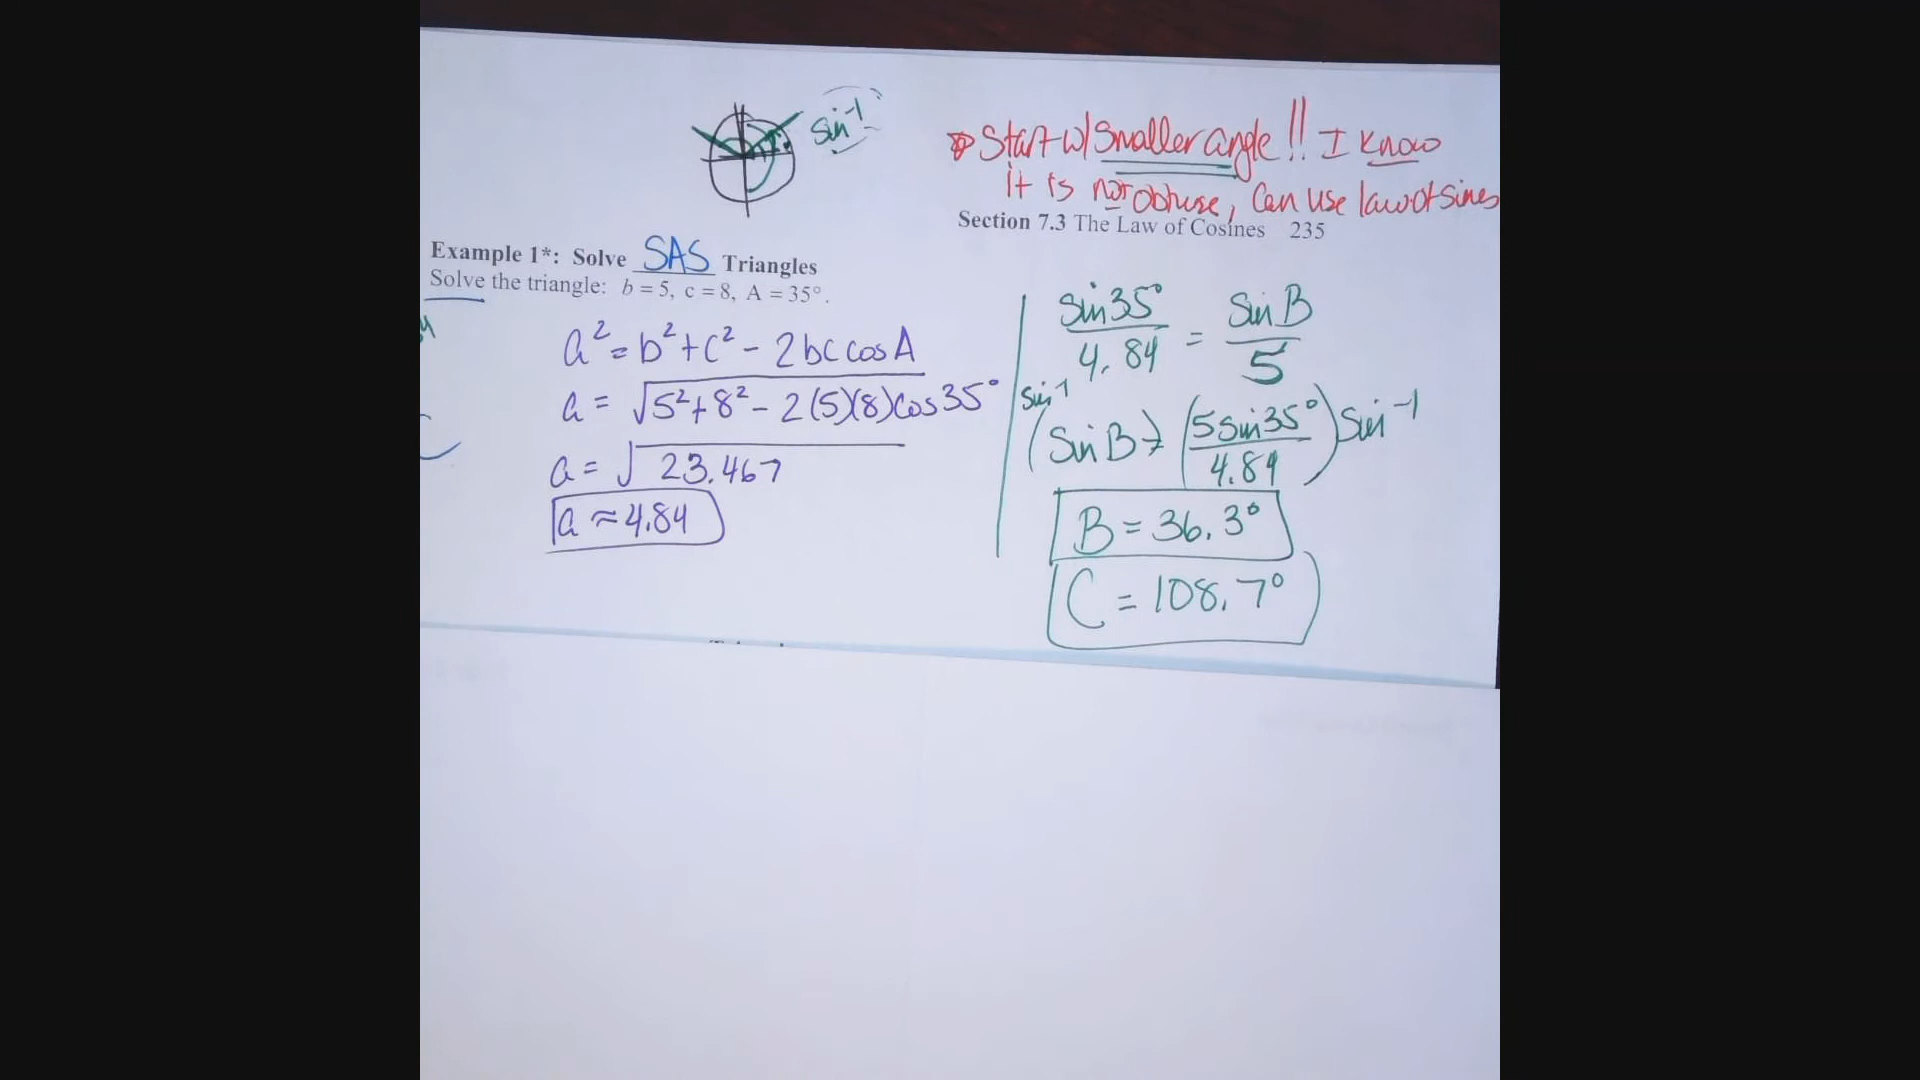 sin⁻¹
Start w/ Smaller angle!! I know
it is not obtuse, can use law of sines
Section 7.3 The Law of Cosines 235
Example 1*: Solve SAS Triangles
Solve the triangle: b = 5, c = 8, A = 35°.
a² = b² + c² - 2bc cos A
a = √5² + 8² - 2(5)(8)cos 35°
a = √23.467
a ≈ 4.84
sin 35° / 4.84 = sin B / 5
sin⁻¹ (sin B) = (5 sin 35° / 4.84) sin⁻¹
B = 36.3°
C = 108.7°